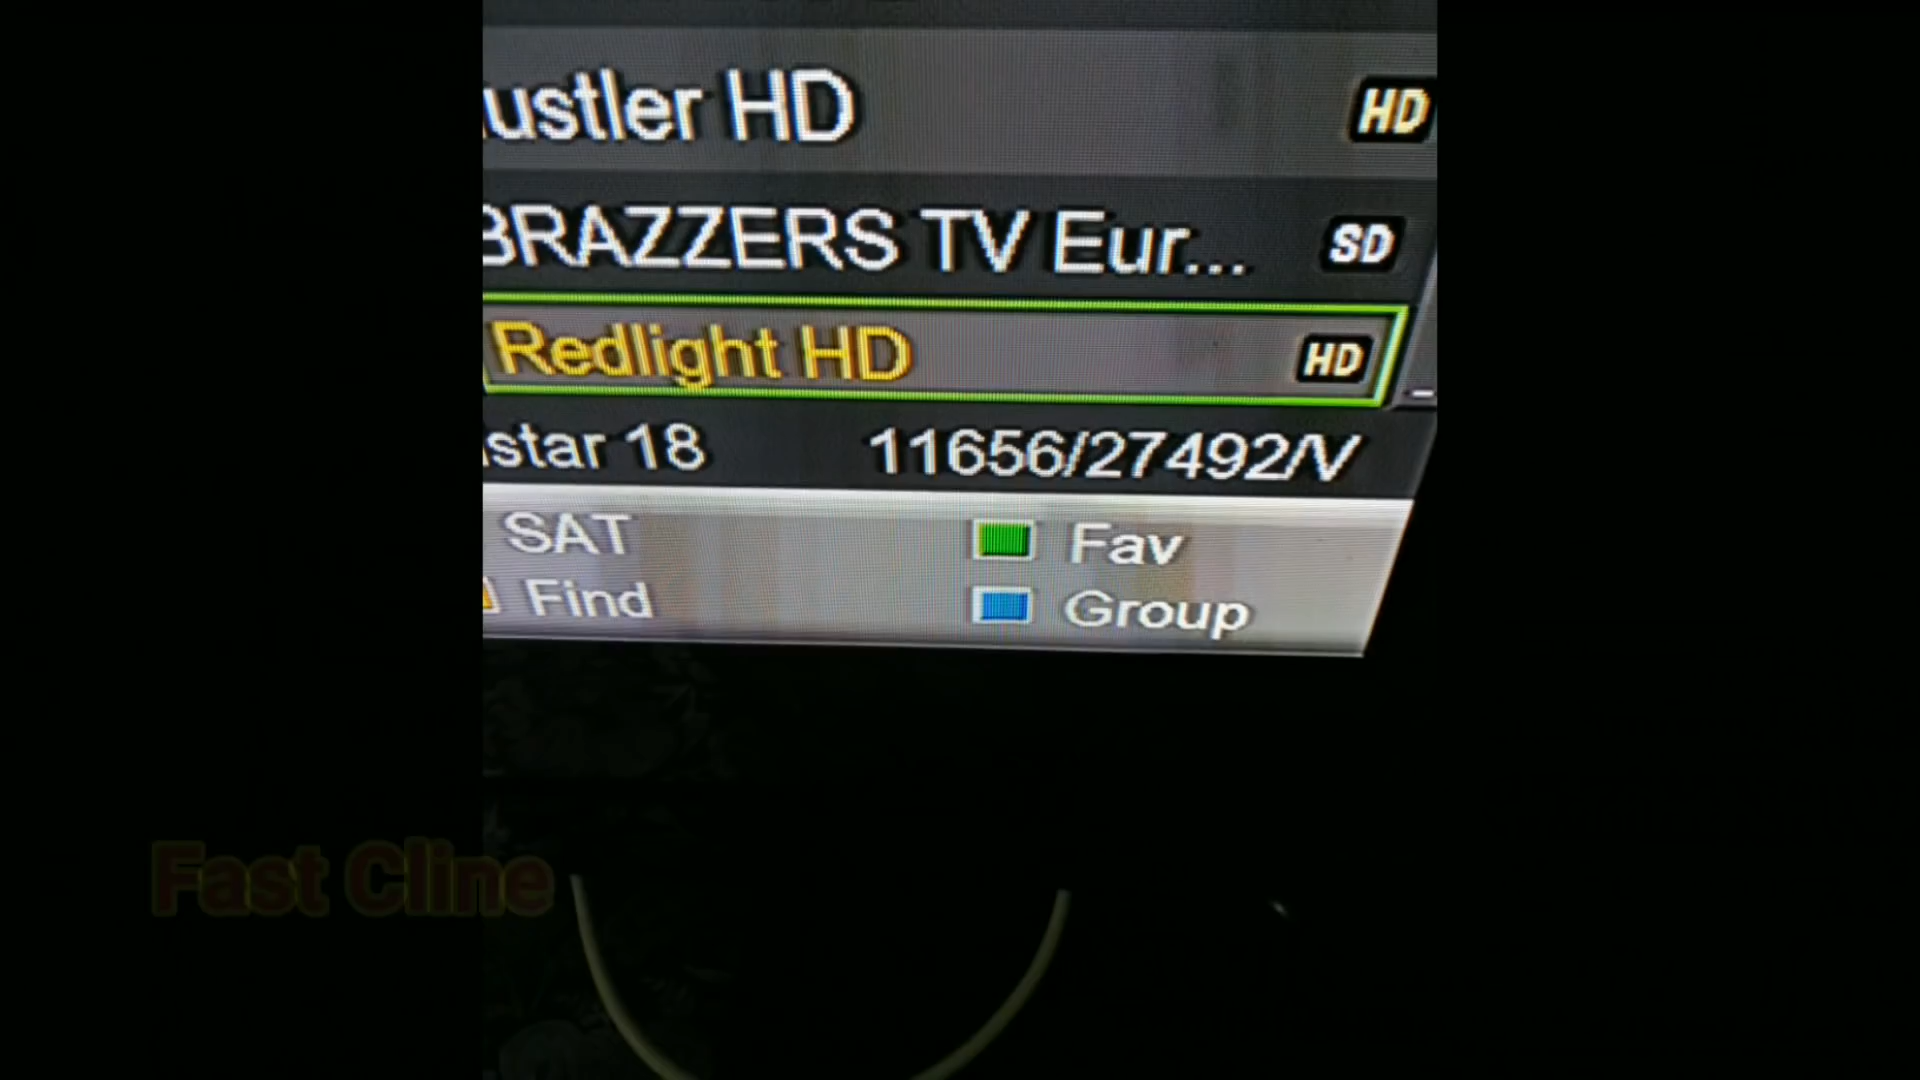 ustler HD HD
BRAZZERS TV Eur... SD
Redlight HD HD
star 18 11656/27492/V
SAT Fav
Find Group
Fast Cline